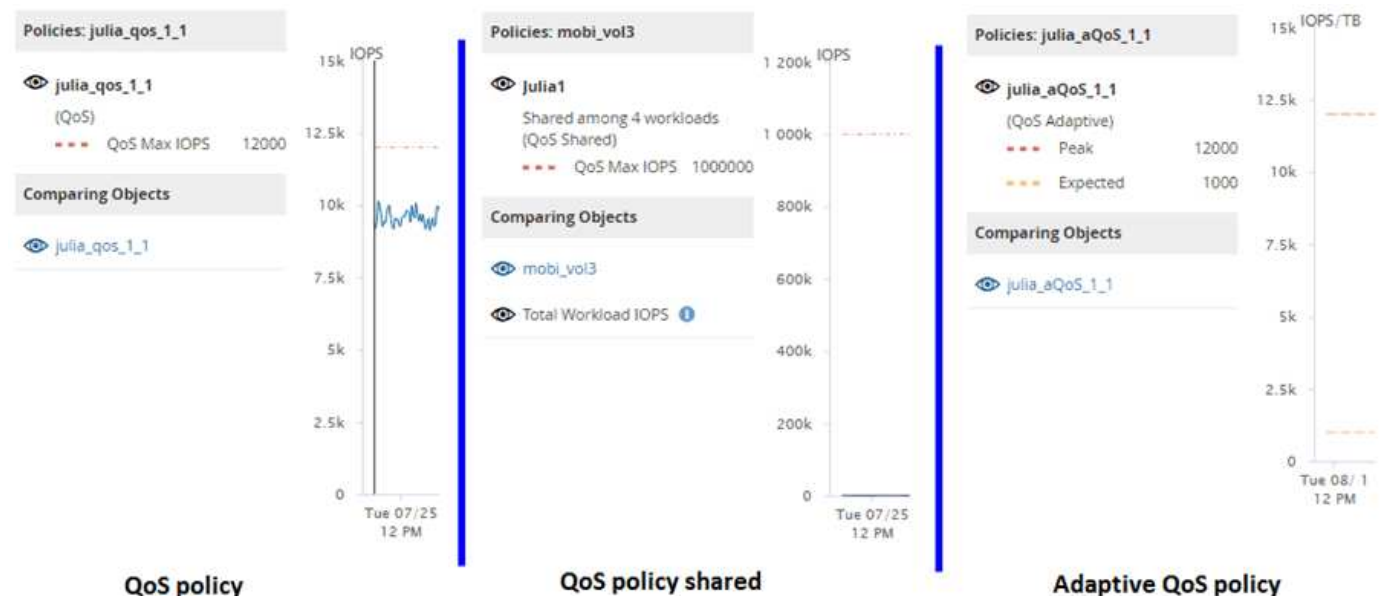 Policies: julia_qos_1_1
julia_qos_1_1
(QoS)
QoS Max IOPS 12000
Comparing Objects
julia_qos_1_1
IOPS
15k
12.5k
10k
7.5k
5k
2.5k
0
Tue 07/25
12 PM
QoS policy
Policies: mobi_vol3
Julia1
Shared among 4 workloads
(QoS Shared)
QoS Max IOPS 1000000
Comparing Objects
mobi_vol3
Total Workload IOPS i
IOPS
1 200k
1 000k
800k
600k
400k
200k
0
Tue 07/25
12 PM
QoS policy shared
Policies: julia_aQoS_1_1
julia_aQoS_1_1
(QoS Adaptive)
Peak 12000
Expected 1000
Comparing Objects
julia_aQoS_1_1
IOPS/TB
15k
12.5k
10k
7.5k
5k
2.5k
0
Tue 08/ 1
12 PM
Adaptive QoS policy